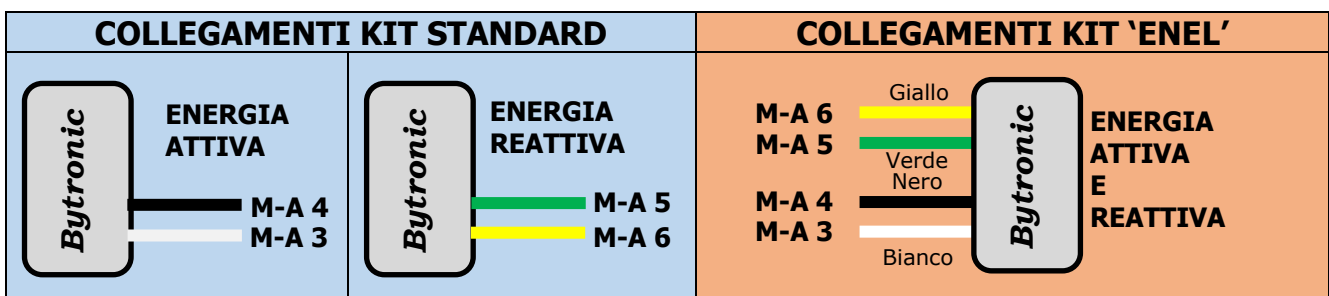 COLLEGAMENTI KIT STANDARD
Bytronic
ENERGIA
ATTIVA
M-A 4
M-A 3
Bytronic
ENERGIA
REATTIVA
M-A 5
M-A 6
COLLEGAMENTI KIT ‘ENEL’
M-A 6
Giallo
M-A 5
Verde
Nero
M-A 4
M-A 3
Bianco
Bytronic
ENERGIA
ATTIVA
E
REATTIVA